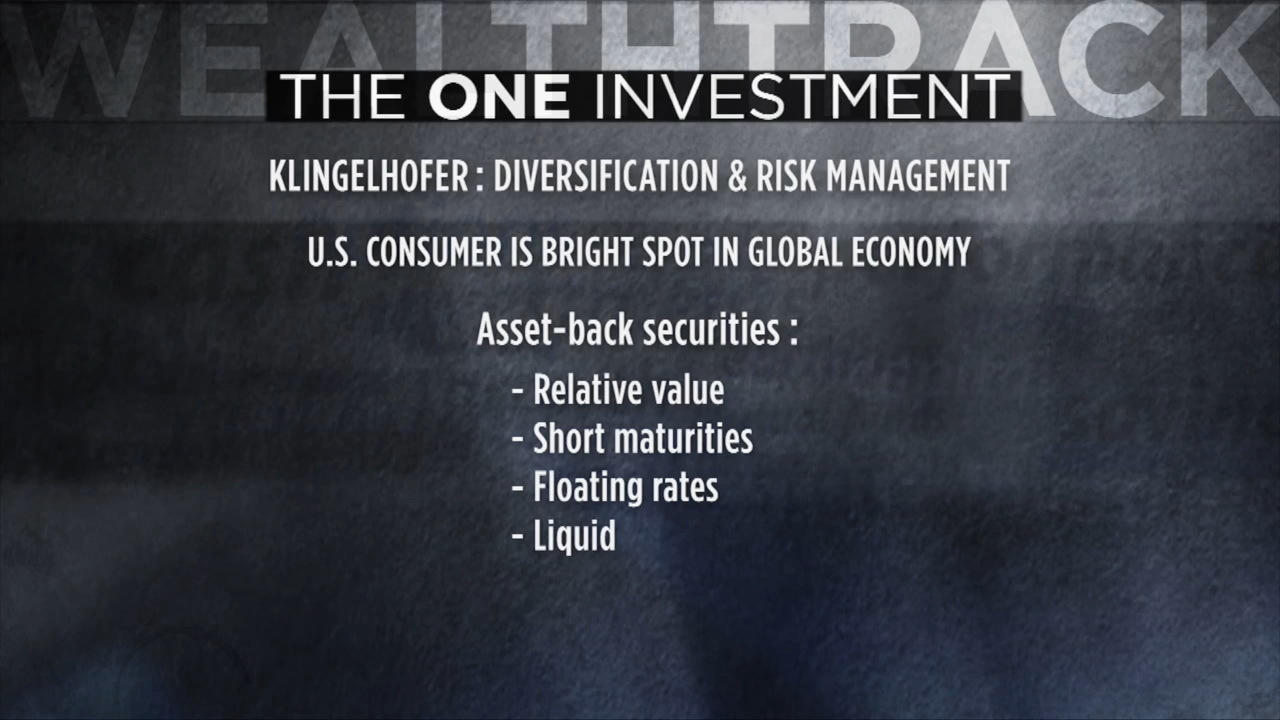 WEALTHTRACK
THE ONE INVESTMENT
KLINGELHOFER : DIVERSIFICATION & RISK MANAGEMENT
U.S. CONSUMER IS BRIGHT SPOT IN GLOBAL ECONOMY
Asset-back securities :
- Relative value
- Short maturities
- Floating rates
- Liquid